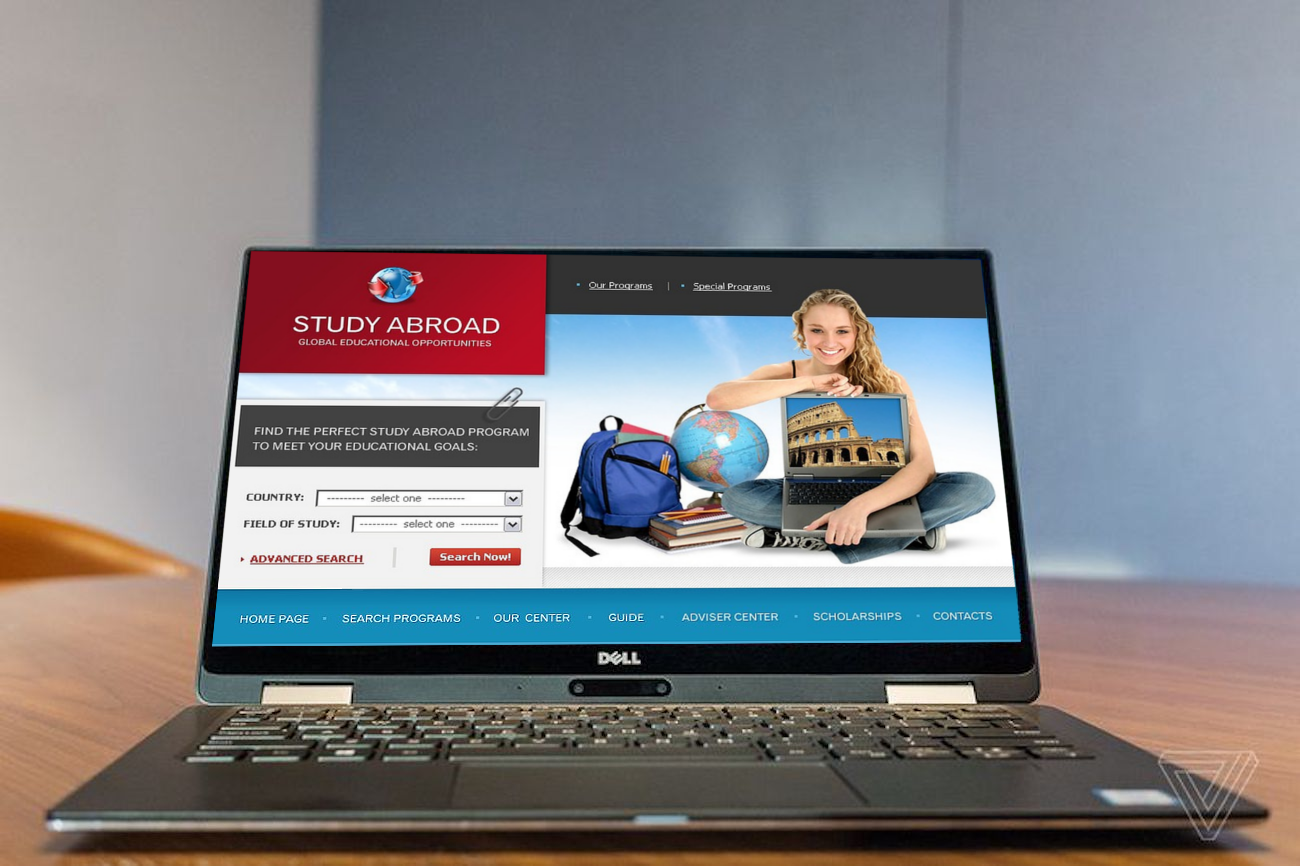 STUDY ABROAD
GLOBAL EDUCATIONAL OPPORTUNITIES
Our Programs | Special Programs
FIND THE PERFECT STUDY ABROAD PROGRAM
TO MEET YOUR EDUCATIONAL GOALS:
COUNTRY: --------- select one ---------
FIELD OF STUDY: --------- select one ---------
ADVANCED SEARCH
Search Now!
HOME PAGE • SEARCH PROGRAMS • OUR CENTER • GUIDE • ADVISER CENTER • SCHOLARSHIPS • CONTACTS
DELL